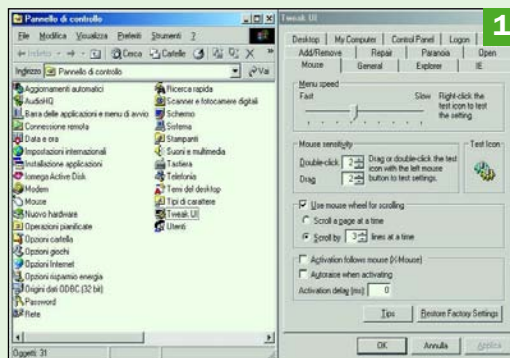 Pannello di controllo
File Modifica Visualizza Preferiti Strumenti ?
Indietro Cerca Cartelle
Indirizzo Pannello di controllo Vai
Aggiornamenti automatici
AudioHQ
Barra delle applicazioni e menu di avvio
Connessione remota
Data e ora
Impostazioni internazionali
Installazione applicazioni
Iomega Active Disk
Modem
Mouse
Nuovo hardware
Operazioni pianificate
Opzioni cartella
Opzioni giochi
Opzioni Internet
Opzioni risparmio energia
Origini dati ODBC (32 bit)
Password
Rete
Ricerca rapida
Scanner e fotocamere digitali
Schermo
Sistema
Stampanti
Suoni e multimedia
Tastiera
Telefonia
Temi del desktop
Tipi di carattere
Tweak UI
Utenti
Oggetti: 31
Tweak UI
1
Desktop My Computer Control Panel Logon
Add/Remove Repair Paranoia Open
Mouse General Explorer IE
Menu speed
Fast Slow Right-click the
test icon to test
the setting.
Mouse sensitivity
Double-click 2 Drag or double-click the test
icon with the left mouse
Drag 2 button to test settings.
Test Icon
Use mouse wheel for scrolling
Scroll a page at a time
Scroll by 3 lines at a time
Activation follows mouse (X-Mouse)
Autoraise when activating
Activation delay (ms): 0
Tips Restore Factory Settings
OK Annulla Applica